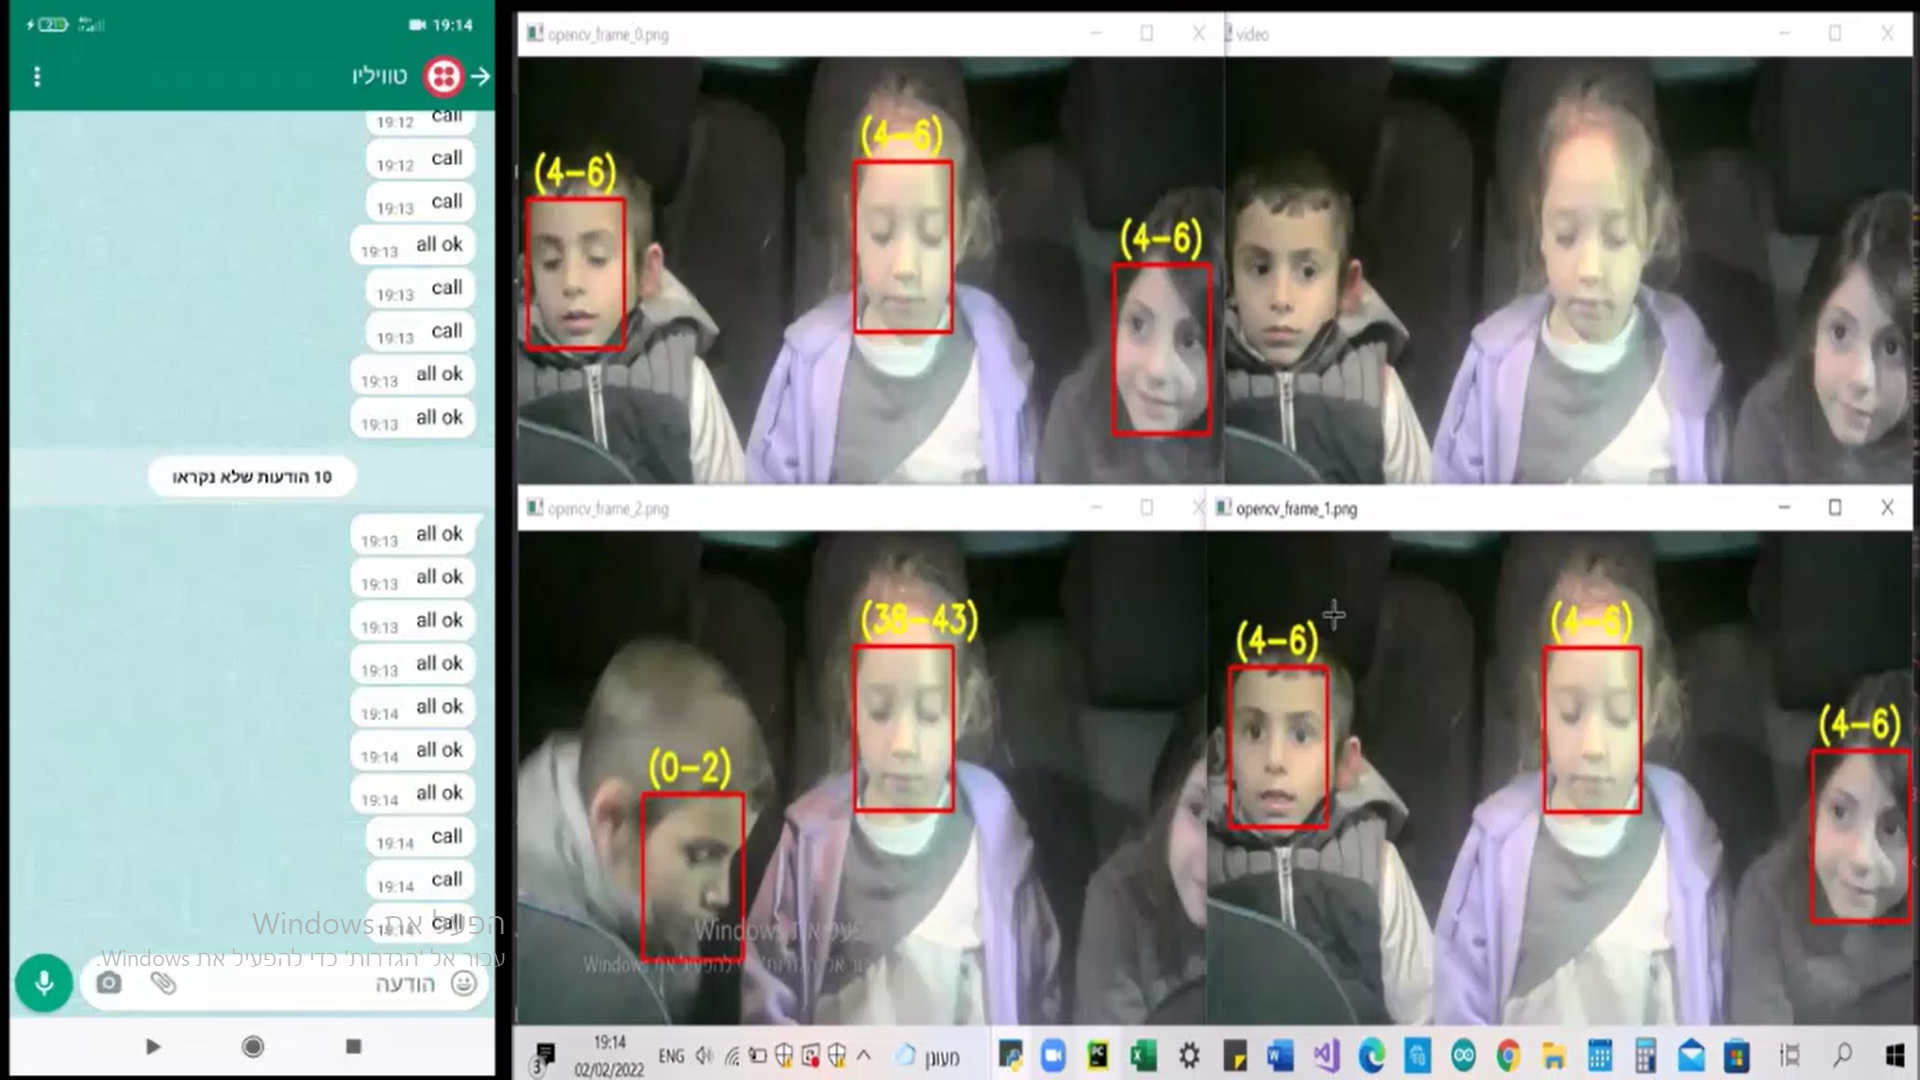 19:14
טוויליו
call 19:12
call 19:12
call 19:13
all ok 19:13
call 19:13
call 19:13
all ok 19:13
all ok 19:13
10 הודעות שלא נקראו
all ok 19:13
all ok 19:13
all ok 19:13
all ok 19:13
all ok 19:14
all ok 19:14
all ok 19:14
call 19:14
call 19:14
call 19:14
הפעל את Windows
עבור אל 'הגדרות' כדי להפעיל את Windows.
הודעה
opencv_frame_0.png
(4-6)
(4-6)
(4-6)
video
opencv_frame_2.png
(38-43)
(0-2)
opencv_frame_1.png
(4-6)
(4-6)
(4-6)
19:14
02/02/2022
ENG
מעונן
3
PC